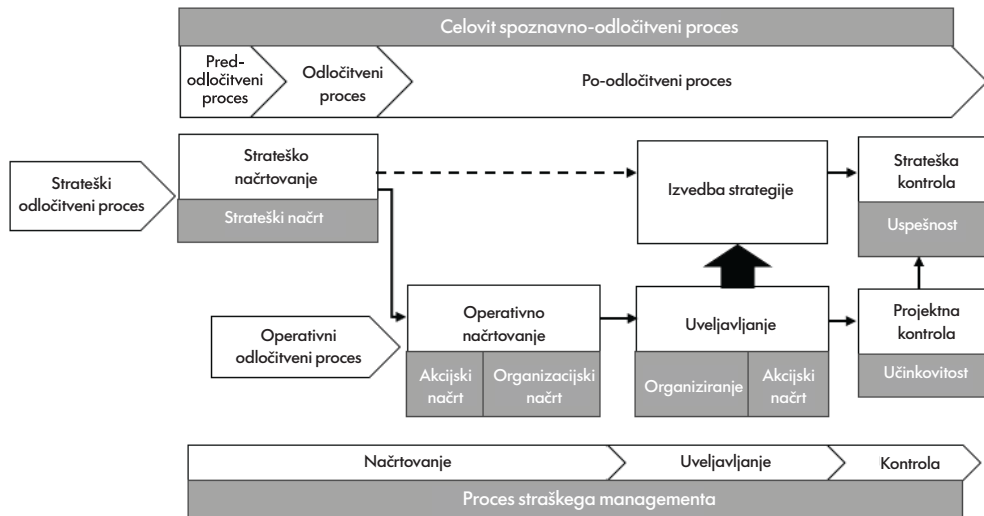 Celovit spoznavno-odločitveni proces
Pred-
odločitveni
proces
Odločitveni
proces
Po-odločitveni proces
Strateški
odločitveni proces
Strateško
načrtovanje
Strateški načrt
Izvedba strategije
Strateška
kontrola
Uspešnost
Operativni
odločitveni proces
Operativno
načrtovanje
Akcijski
načrt
Organizacijski
načrt
Uveljavljanje
Organiziranje
Akcijski
načrt
Projektna
kontrola
Učinkovitost
Načrtovanje
Uveljavljanje
Kontrola
Proces straškega managementa